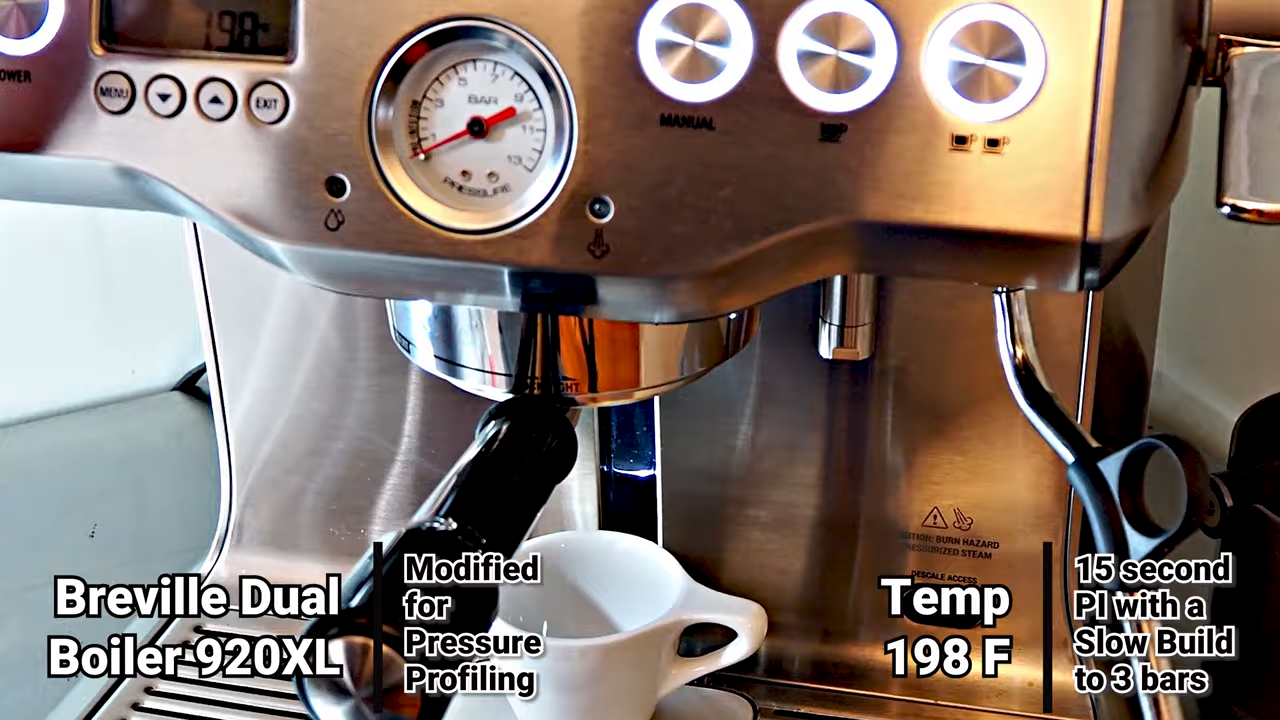 198
OWER
MENU
EXIT
BAR
1
3
5
7
9
11
13
PRESSURE
MANUAL
BURN HAZARD
PRESSURIZED STEAM
DESCALE ACCESS
Breville Dual
Boiler 920XL
Modified
for
Pressure
Profiling
Temp
198 F
15 second
PI with a
Slow Build
to 3 bars